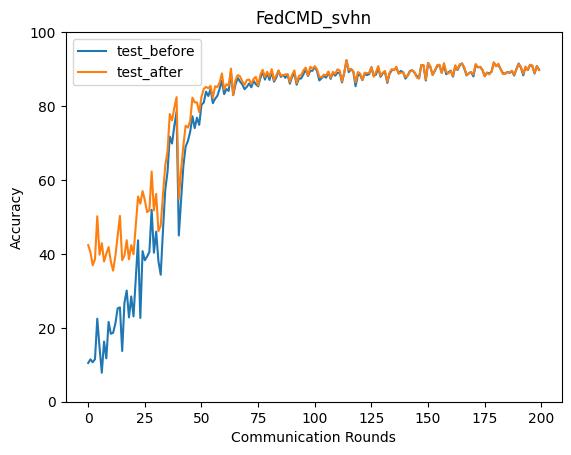 FedCMD_svhn
test_before
test_after
Accuracy
100
80
60
40
20
0
0 25 50 75 100 125 150 175 200
Communication Rounds